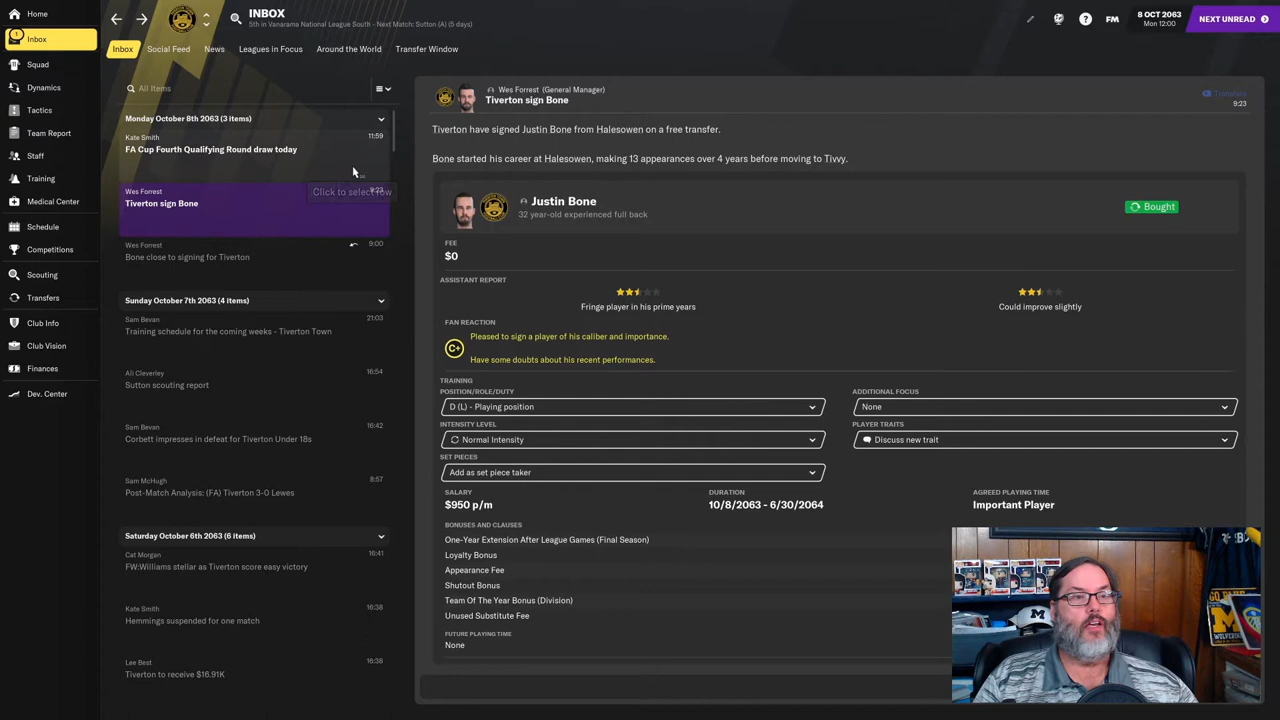 Home
Inbox
1
Squad
Dynamics
Tactics
Team Report
Staff
Training
Medical Center
Schedule
Competitions
Scouting
Transfers
Club Info
Club Vision
Finances
Dev. Center
INBOX
5th in Vanarama National League South - Next Match: Sutton (A) (5 days)
FM
8 OCT 2063
Mon 12:00
NEXT UNREAD
Inbox
Social Feed
News
Leagues in Focus
Around the World
Transfer Window
All Items
Monday October 8th 2063 (3 items)
Kate Smith
11:59
FA Cup Fourth Qualifying Round draw today
Wes Forrest
9:23
Tiverton sign Bone
Click to select row
Wes Forrest
9:00
Bone close to signing for Tiverton
Sunday October 7th 2063 (4 items)
Sam Bevan
21:03
Training schedule for the coming weeks - Tiverton Town
Ali Cleverley
16:54
Sutton scouting report
Sam Bevan
16:42
Corbett impresses in defeat for Tiverton Under 18s
Sam McHugh
8:57
Post-Match Analysis: (FA) Tiverton 3-0 Lewes
Saturday October 6th 2063 (6 items)
Cat Morgan
16:41
FW:Williams stellar as Tiverton score easy victory
Kate Smith
16:38
Hemmings suspended for one match
Lee Best
16:38
Tiverton to receive $16.91K
Wes Forrest (General Manager)
Tiverton sign Bone
Transfers
9:23
Tiverton have signed Justin Bone from Halesowen on a free transfer.
Bone started his career at Halesowen, making 13 appearances over 4 years before moving to Tivvy.
Justin Bone
32 year-old experienced full back
Bought
FEE
$0
ASSISTANT REPORT
Fringe player in his prime years
Could improve slightly
FAN REACTION
C+
Pleased to sign a player of his caliber and importance.
Have some doubts about his recent performances.
TRAINING
POSITION/ROLE/DUTY
D (L) - Playing position
ADDITIONAL FOCUS
None
INTENSITY LEVEL
Normal Intensity
PLAYER TRAITS
Discuss new trait
SET PIECES
Add as set piece taker
SALARY
$950 p/m
DURATION
10/8/2063 - 6/30/2064
AGREED PLAYING TIME
Important Player
BONUSES AND CLAUSES
One-Year Extension After League Games (Final Season)
Loyalty Bonus
Appearance Fee
Shutout Bonus
Team Of The Year Bonus (Division)
Unused Substitute Fee
FUTURE PLAYING TIME
None